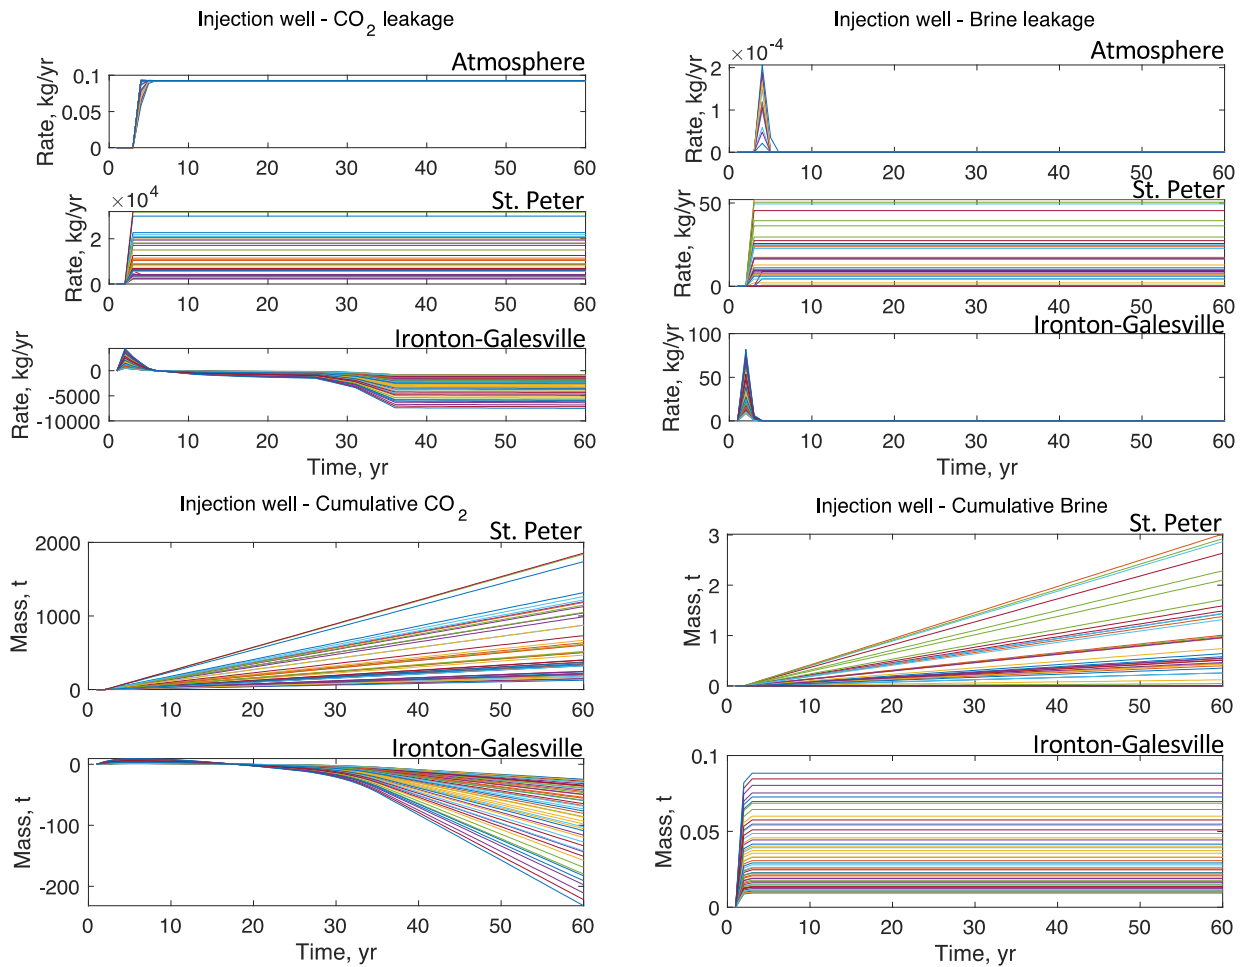 Injection well - CO2 leakage
Atmosphere
Rate, kg/yr
0.1
0.05
0
0 10 20 30 40 50 60
×10^4
St. Peter
Rate, kg/yr
2
0
0 10 20 30 40 50 60
Ironton-Galesville
Rate, kg/yr
0
-5000
-10000
0 10 20 30 40 50 60
Time, yr
Injection well - Brine leakage
×10^-4
Atmosphere
Rate, kg/yr
2
1
0
0 10 20 30 40 50 60
St. Peter
Rate, kg/yr
50
0
0 10 20 30 40 50 60
Ironton-Galesville
Rate, kg/yr
100
50
0
0 10 20 30 40 50 60
Time, yr
Injection well - Cumulative CO2
St. Peter
Mass, t
2000
1000
0
0 10 20 30 40 50 60
Ironton-Galesville
Mass, t
0
-100
-200
0 10 20 30 40 50 60
Time, yr
Injection well - Cumulative Brine
St. Peter
Mass, t
3
2
1
0
0 10 20 30 40 50 60
Ironton-Galesville
Mass, t
0.1
0.05
0
0 10 20 30 40 50 60
Time, yr